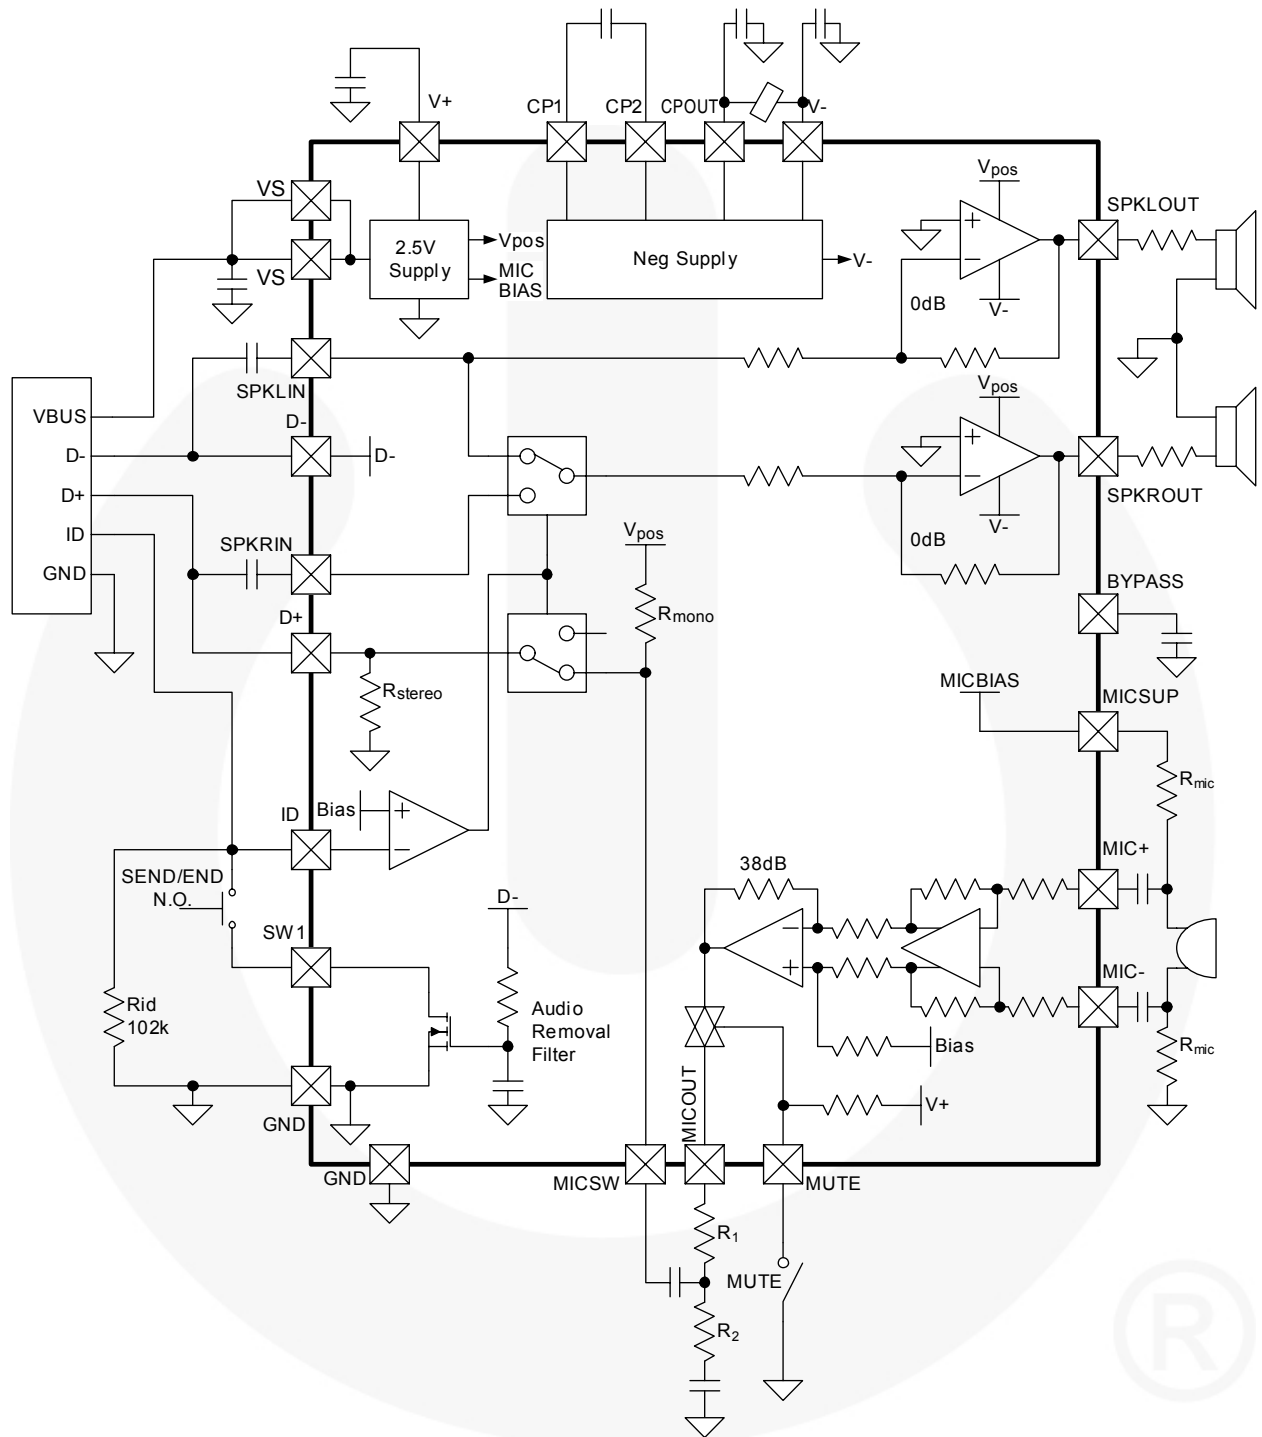 V+
CP1
CP2
CPOUT
V-
VS
VS
2.5V
Supply
Vpos
MIC
BIAS
Neg Supply
V-
Vpos
+
−
V-
0dB
SPKLOUT
SPKLIN
VBUS
D-
D+
ID
GND
D-
D-
SPKRIN
D+
Rstereo
Vpos
Rmono
Vpos
+
−
V-
0dB
SPKROUT
BYPASS
MICBIAS
MICSUP
Rmic
ID
Bias
+
−
SEND/END
N.O.
SW1
D-
Audio
Removal
Filter
Rid
102k
GND
38dB
−
+
MIC+
MIC-
Bias
Rmic
V+
MICOUT
GND
MICSW
MUTE
R1
MUTE
R2
®